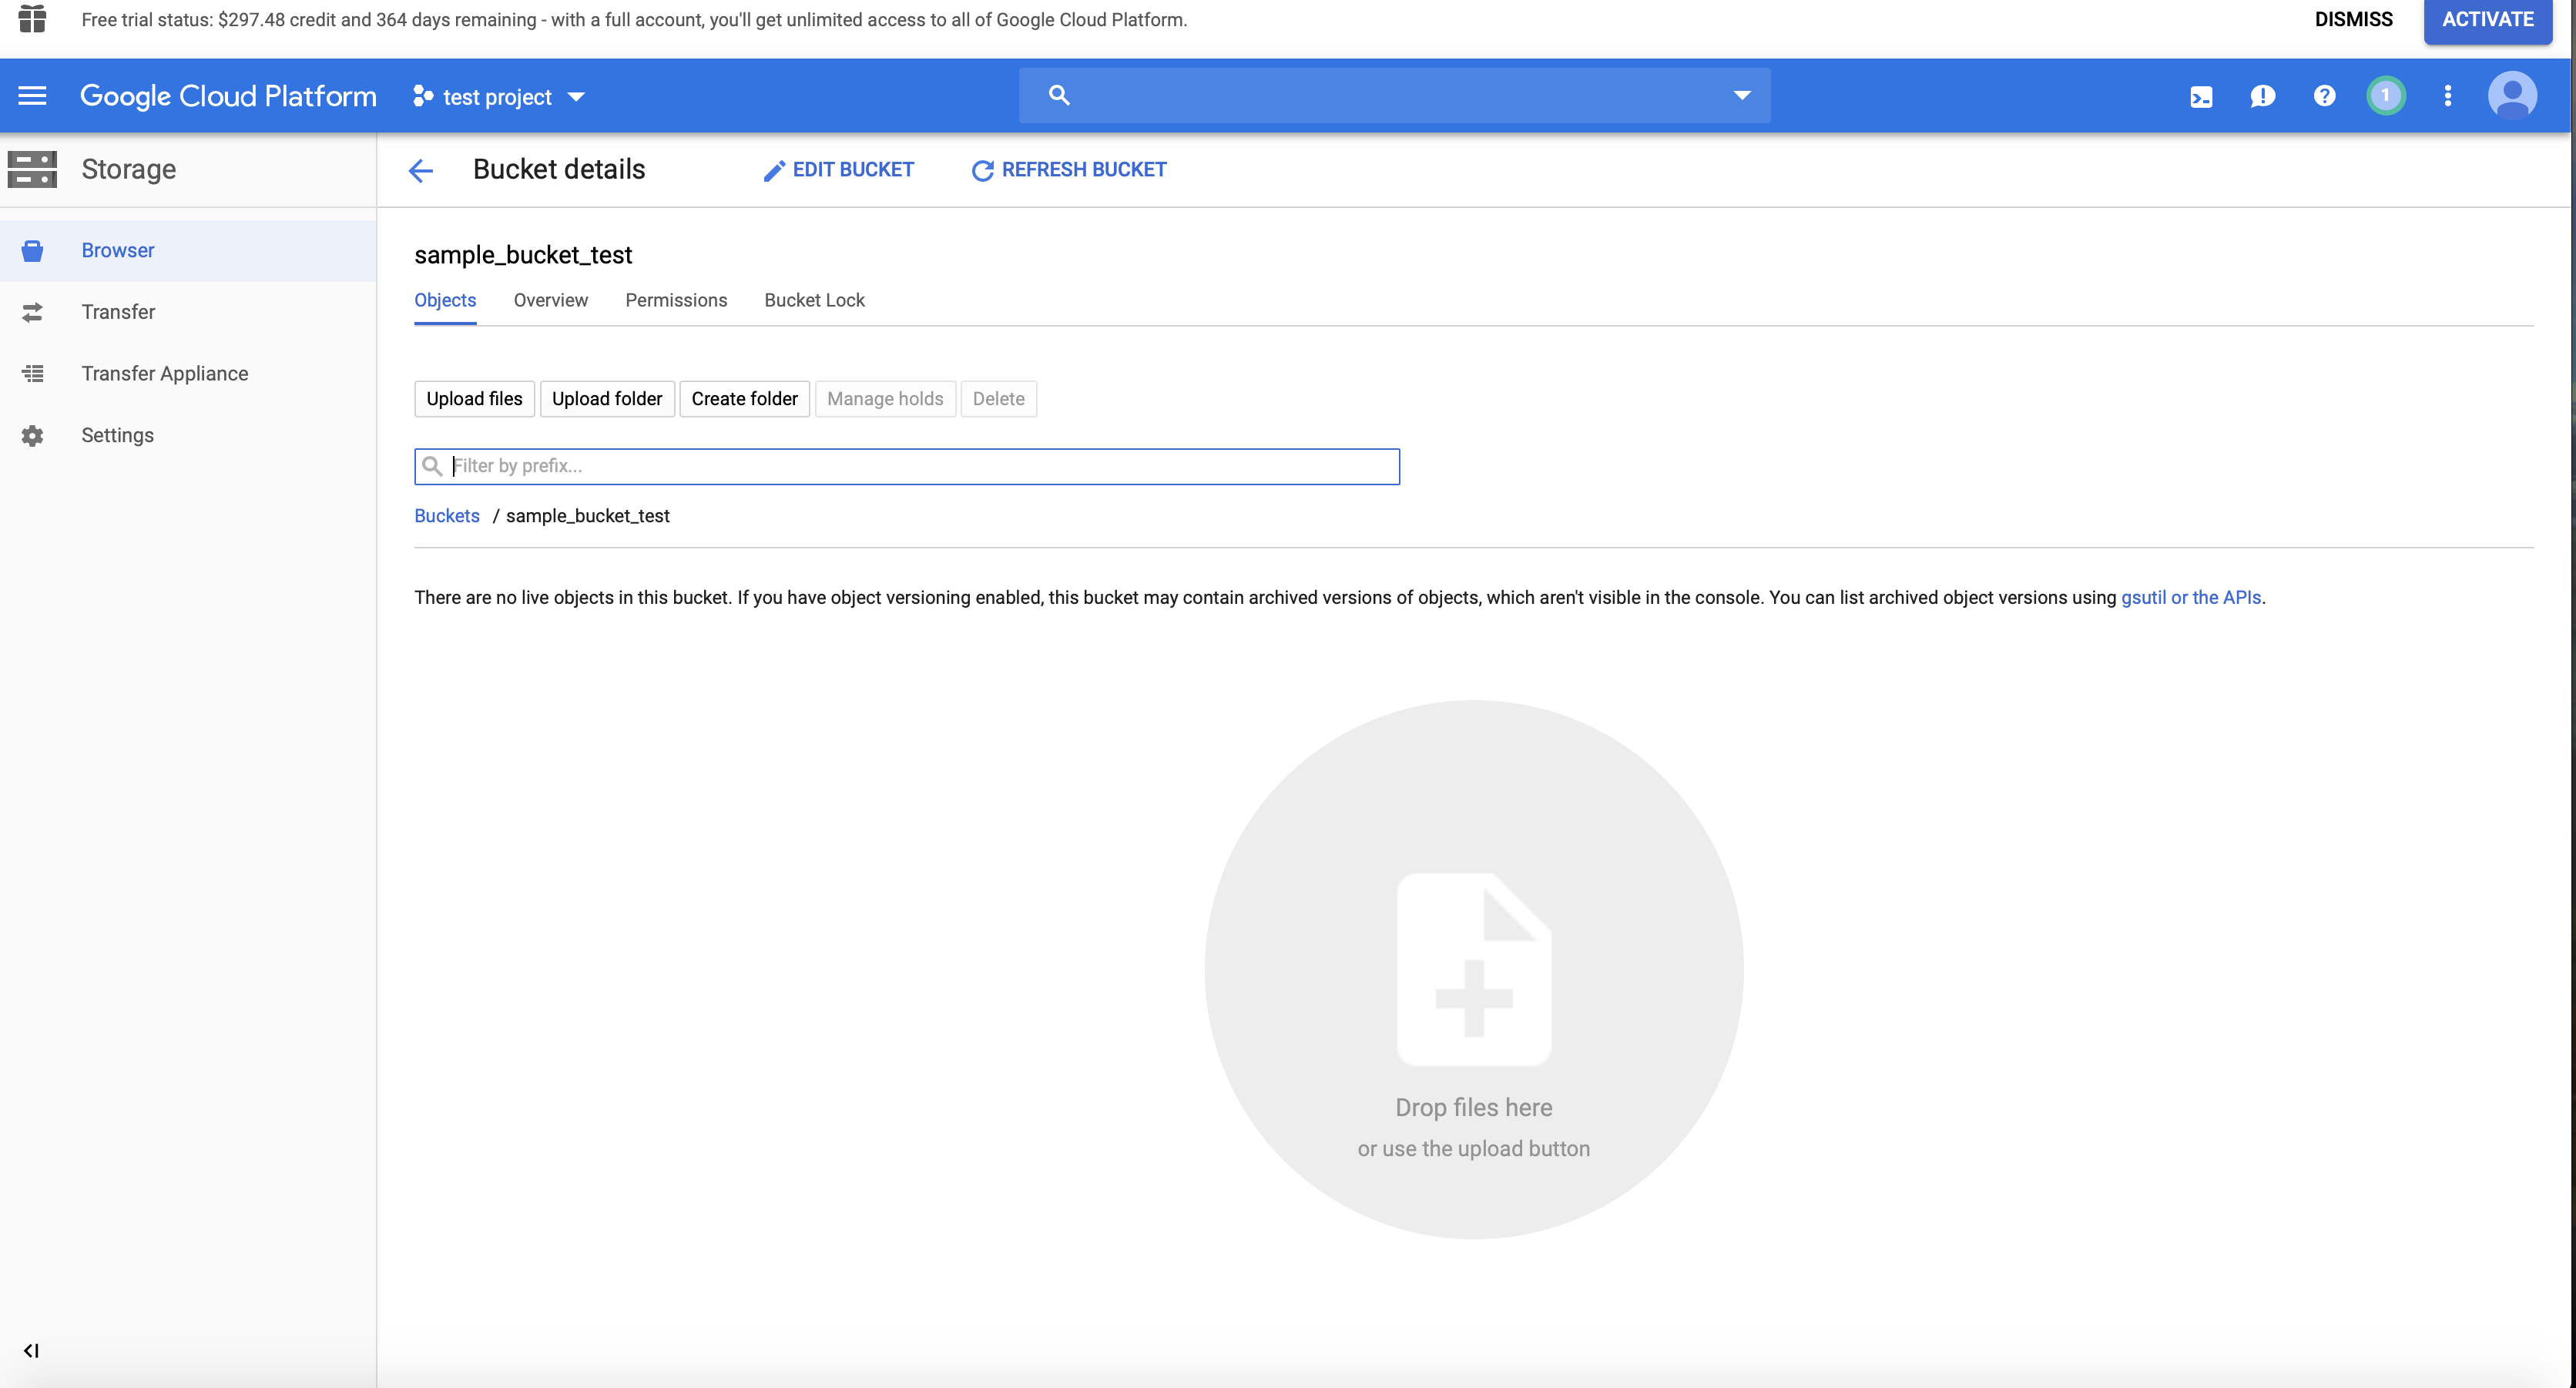 Free trial status: $297.48 credit and 364 days remaining - with a full account, you'll get unlimited access to all of Google Cloud Platform.
DISMISS
ACTIVATE
Google Cloud Platform
test project
1
Storage
Bucket details
EDIT BUCKET
REFRESH BUCKET
Browser
Transfer
Transfer Appliance
Settings
sample_bucket_test
Objects Overview Permissions Bucket Lock
Upload files Upload folder Create folder Manage holds Delete
Filter by prefix...
Buckets / sample_bucket_test
There are no live objects in this bucket. If you have object versioning enabled, this bucket may contain archived versions of objects, which aren't visible in the console. You can list archived object versions using gsutil or the APIs.
Drop files here
or use the upload button